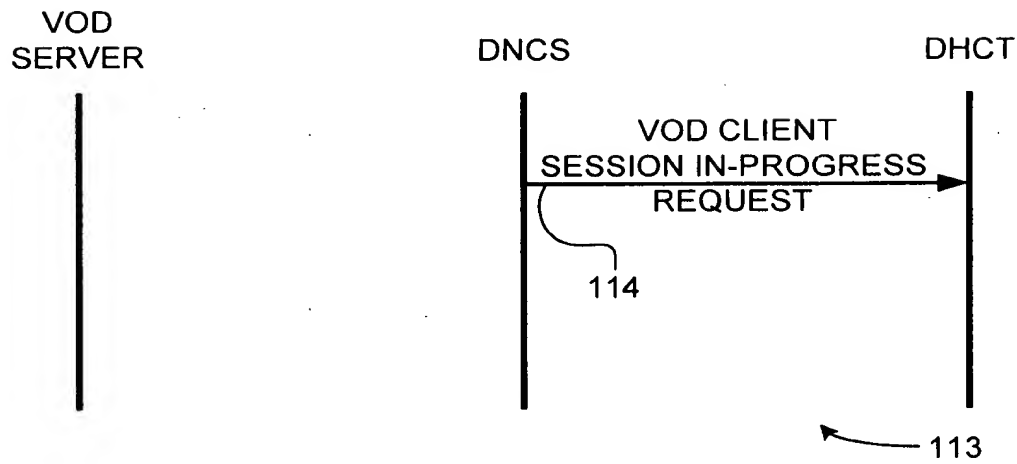 VOD
SERVER
DNCS
DHCT
VOD CLIENT
SESSION IN-PROGRESS
REQUEST
114
113